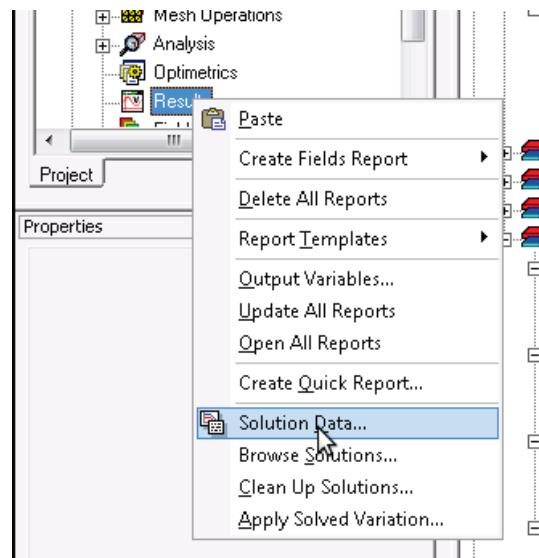 Mesh Operations
Analysis
Optimetrics
Result
Paste
Create Fields Report
Project
Delete All Reports
Properties
Report Templates
Output Variables...
Update All Reports
Open All Reports
Create Quick Report...
Solution Data...
Browse Solutions...
Clean Up Solutions...
Apply Solved Variation...